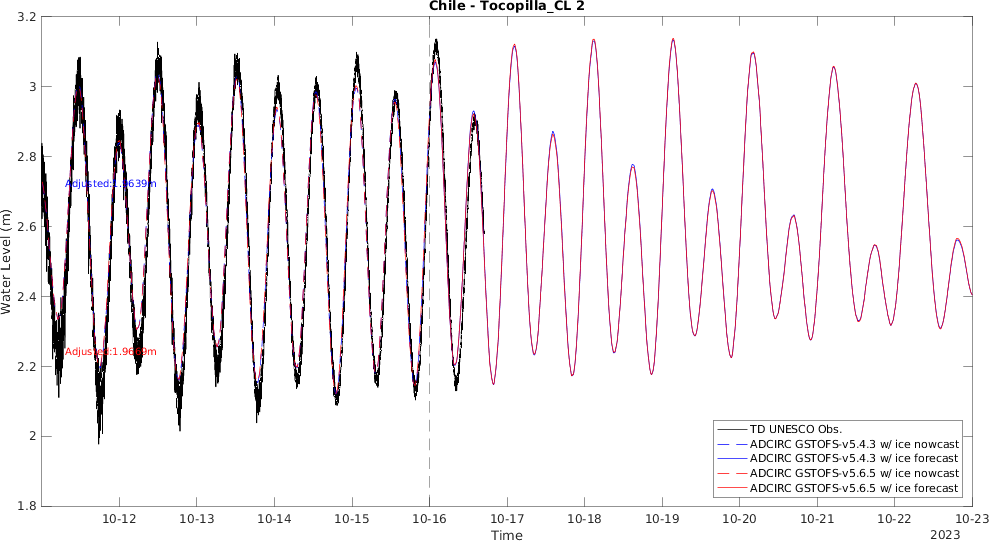 Chile - Tocopilla_CL 2
3.2
3
2.8
2.6
2.4
2.2
2
1.8
Water Level (m)
Adjusted:1.9639m
TD UNESCO Obs.
ADCIRC GSTOFS-v5.4.3 w/ ice nowcast
ADCIRC GSTOFS-v5.4.3 w/ ice forecast
ADCIRC GSTOFS-v5.6.5 w/ ice nowcast
ADCIRC GSTOFS-v5.6.5 w/ ice forecast
10-12 10-13 10-14 10-15 10-16 10-17 10-18 10-19 10-20 10-21 10-22 10-23
Time
2023